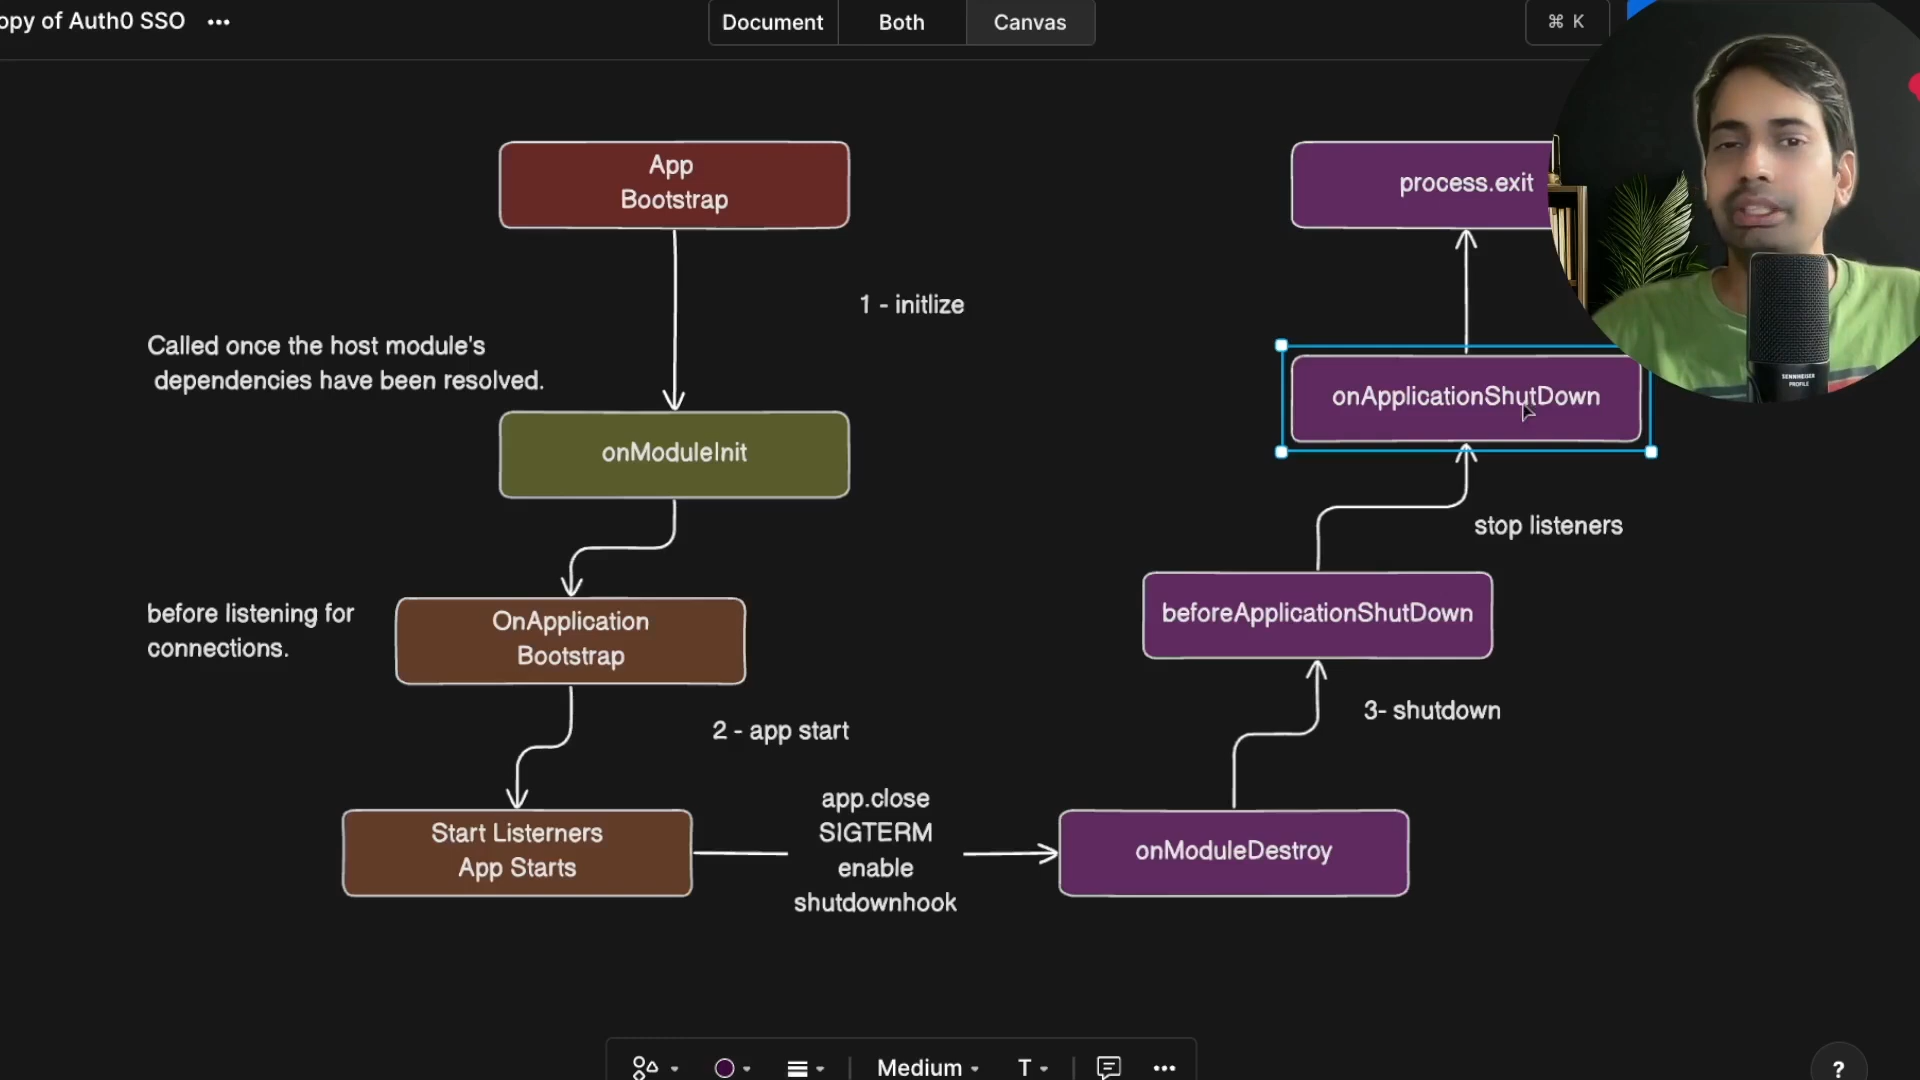 opy of Auth0 SSO
Document
Both
Canvas
⌘ K
App
Bootstrap
process.exit
1 - initlize
Called once the host module's
dependencies have been resolved.
onApplicationShutDown
onModuleInit
stop listeners
before listening for
connections.
OnApplication
Bootstrap
beforeApplicationShutDown
3- shutdown
2 - app start
app.close
SIGTERM
enable
shutdownhook
Start Listerners
App Starts
onModuleDestroy
Medium
T
?
SENNHEISER
PROFILE